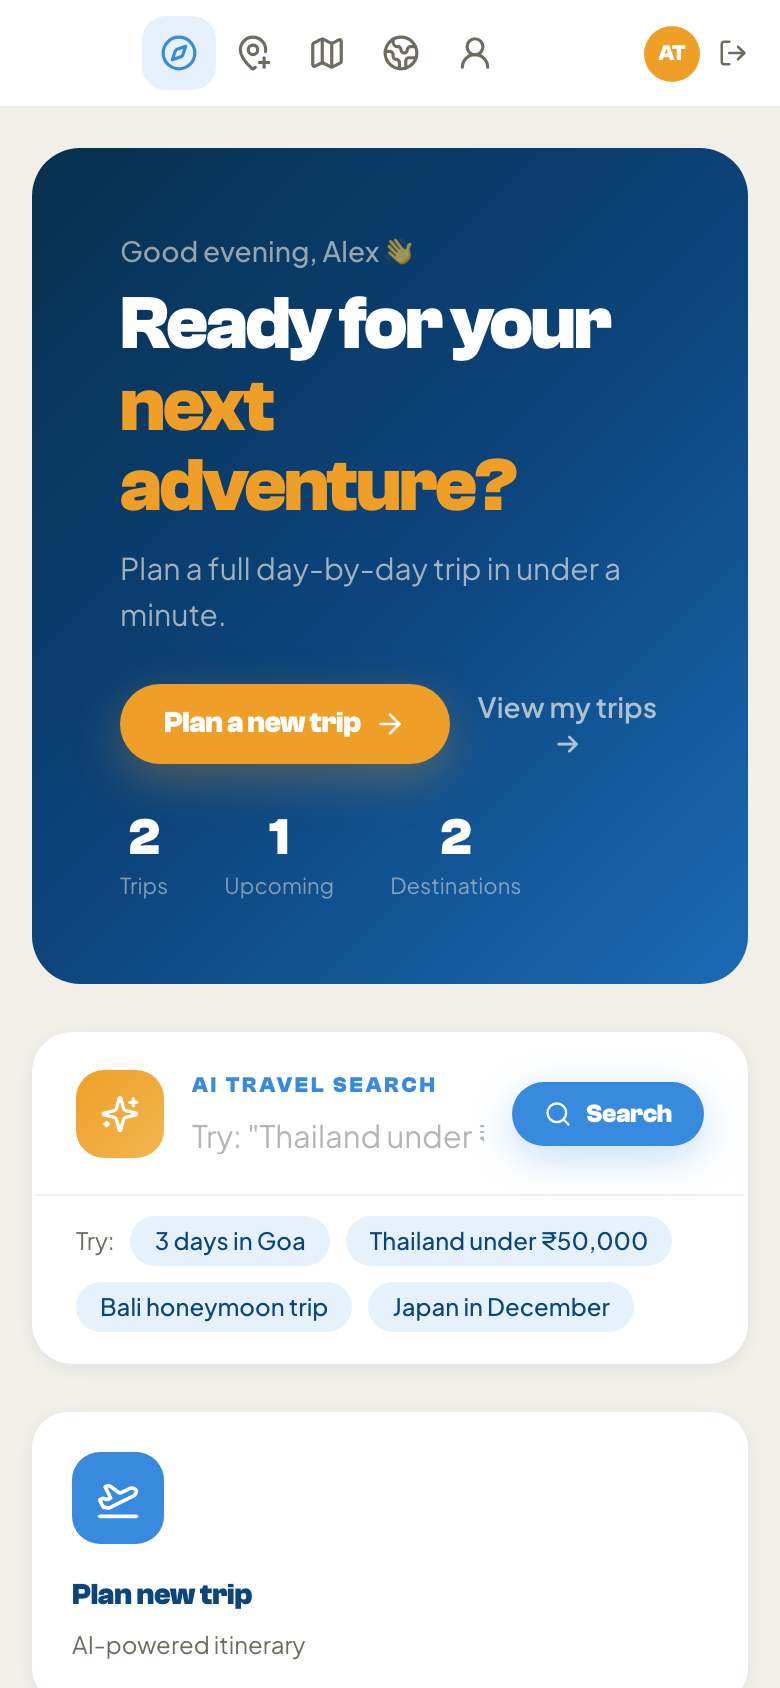 AT
Good evening, Alex 👋
Ready for your
next
adventure?
Plan a full day-by-day trip in under a
minute.
Plan a new trip →
View my trips
→
2 1 2
Trips Upcoming Destinations
AI TRAVEL SEARCH
Try: "Thailand under
Search
Try: 3 days in Goa Thailand under ₹50,000
Bali honeymoon trip Japan in December
Plan new trip
AI-powered itinerary